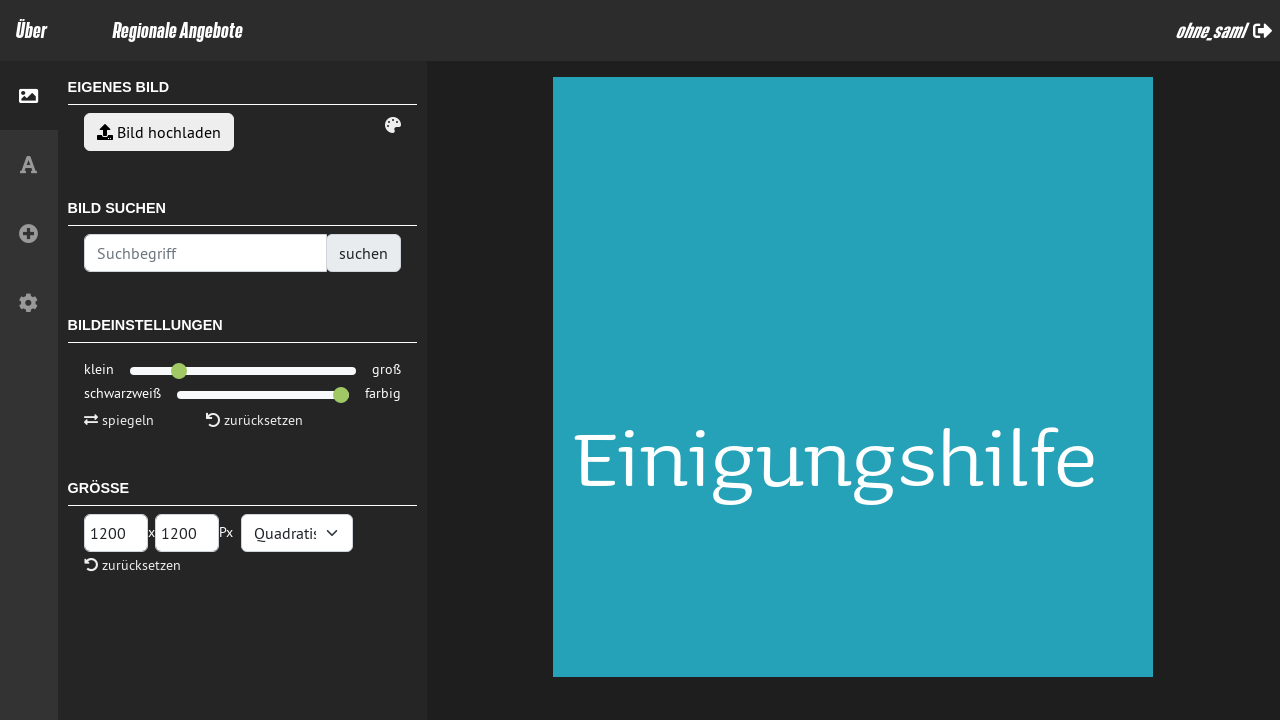 Über
Regionale Angebote
ohne_saml
EIGENES BILD
Bild hochladen
BILD SUCHEN
Suchbegriff
suchen
BILDEINSTELLUNGEN
klein
groß
schwarzweiß
farbig
spiegeln
zurücksetzen
GRÖSSE
1200 x 1200 Px
Quadratis
zurücksetzen
Einigungshilfe